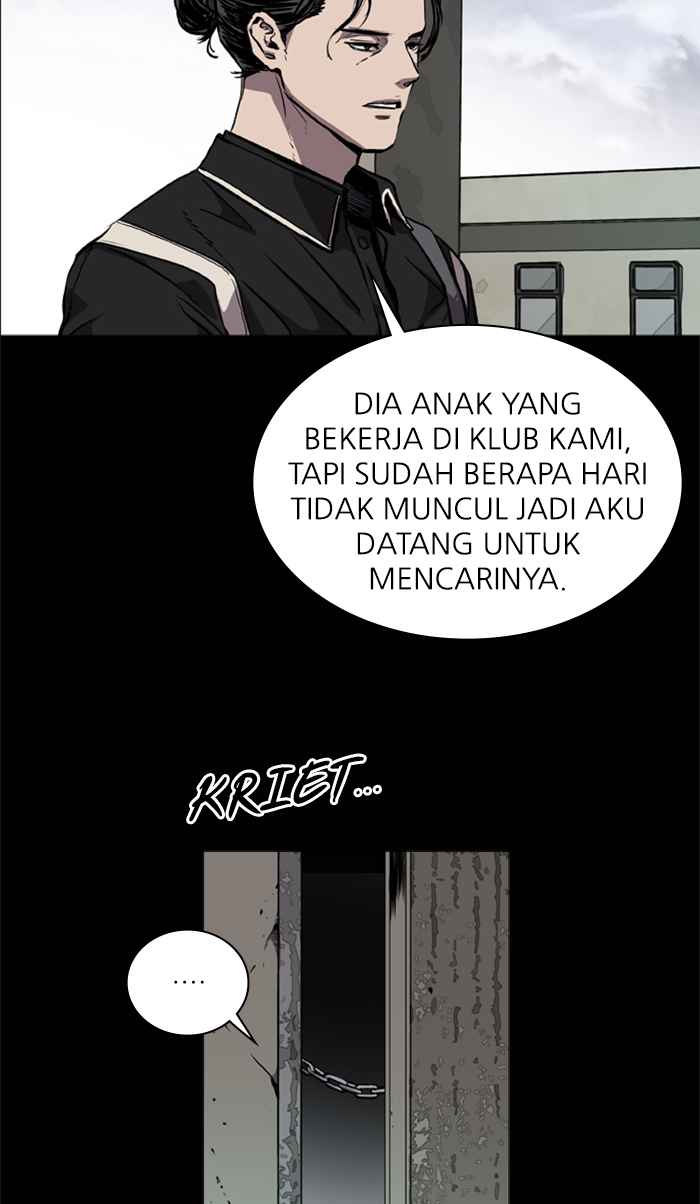 DIA ANAK YANG
BEKERJA DI KLUB KAMI,
TAPI SUDAH BERAPA HARI
TIDAK MUNCUL JADI AKU
DATANG UNTUK
MENCARINYA.
KRIET...
....